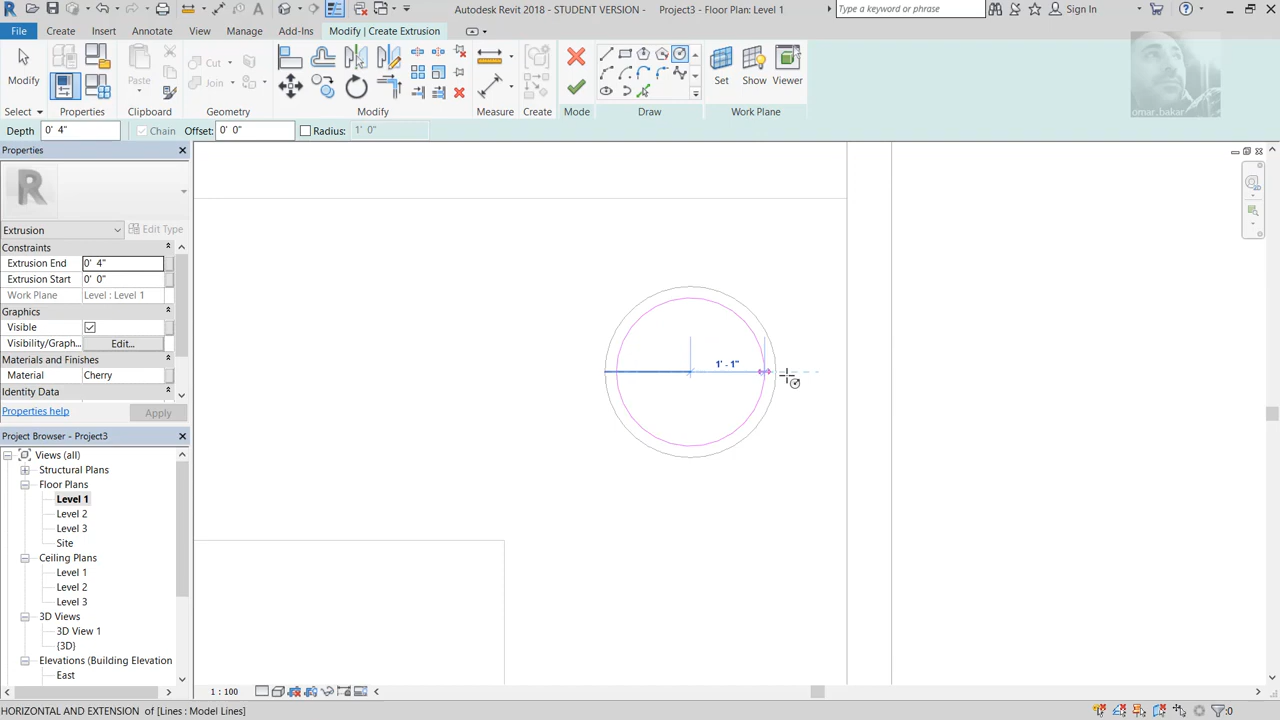 Autodesk Revit 2018 - STUDENT VERSION - Project3 - Floor Plan: Level 1
Type a keyword or phrase
Sign In
File Create Insert Annotate View Manage Add-Ins Modify | Create Extrusion
omar_bakar
Modify Paste Cut Join Set Show Viewer
Select Properties Clipboard Geometry Modify Measure Create Mode Draw Work Plane
Depth 0' 4" Chain Offset: 0' 0" Radius: 1' 0"
Properties
Extrusion Edit Type
Constraints
Extrusion End 0' 4"
Extrusion Start 0' 0"
Work Plane Level : Level 1
Graphics
Visible
Visibility/Graph... Edit...
Materials and Finishes
Material Cherry
Identity Data
Properties help Apply
1' - 1"
Project Browser - Project3
Views (all)
Structural Plans
Floor Plans
Level 1
Level 2
Level 3
Site
Ceiling Plans
Level 1
Level 2
Level 3
3D Views
3D View 1
{3D}
Elevations (Building Elevation
East
1 : 100
HORIZONTAL AND EXTENSION of [Lines : Model Lines]
:0